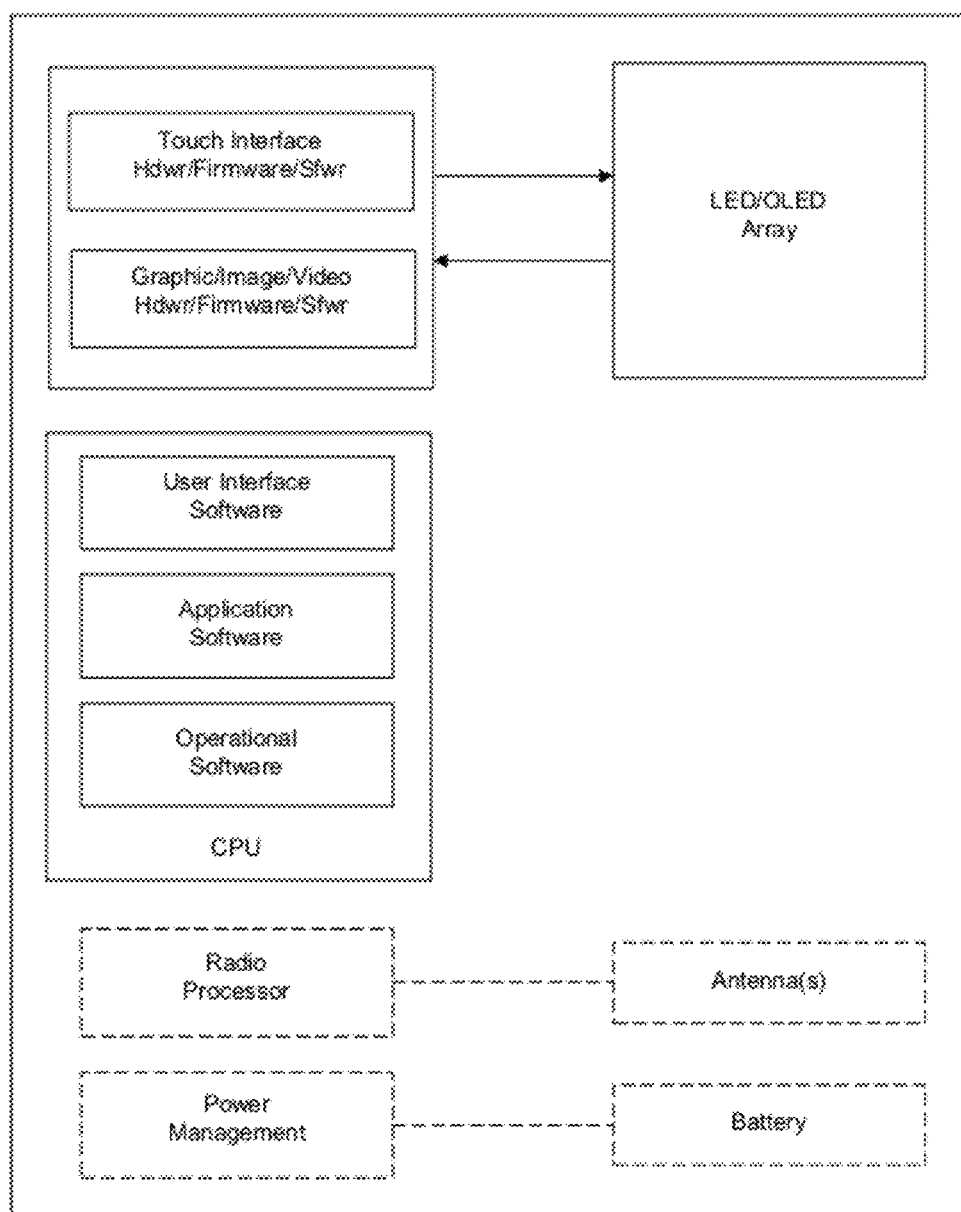 Touch Interface
Hdwr/Firmware/Sfwr
LED/OLED
Array
Graphic/Image/Video
Hdwr/Firmware/Sfwr
User Interface
Software
Application
Software
Operational
Software
CPU
Radio
Processor
Antenna(s)
Power
Management
Battery